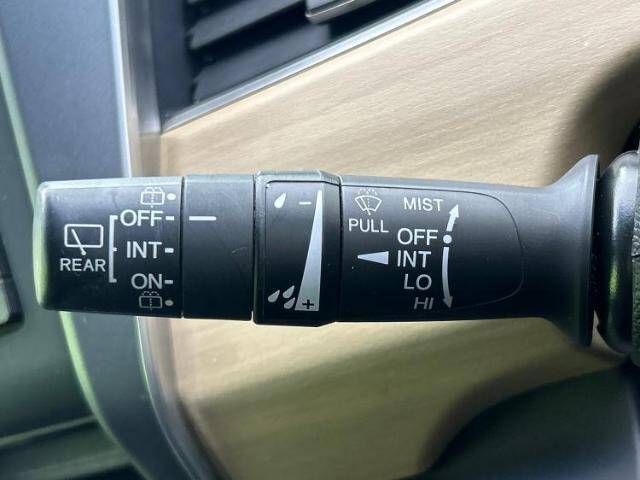 OFF
INT
ON
REAR
−
+
PULL
MIST
OFF
INT
LO
HI